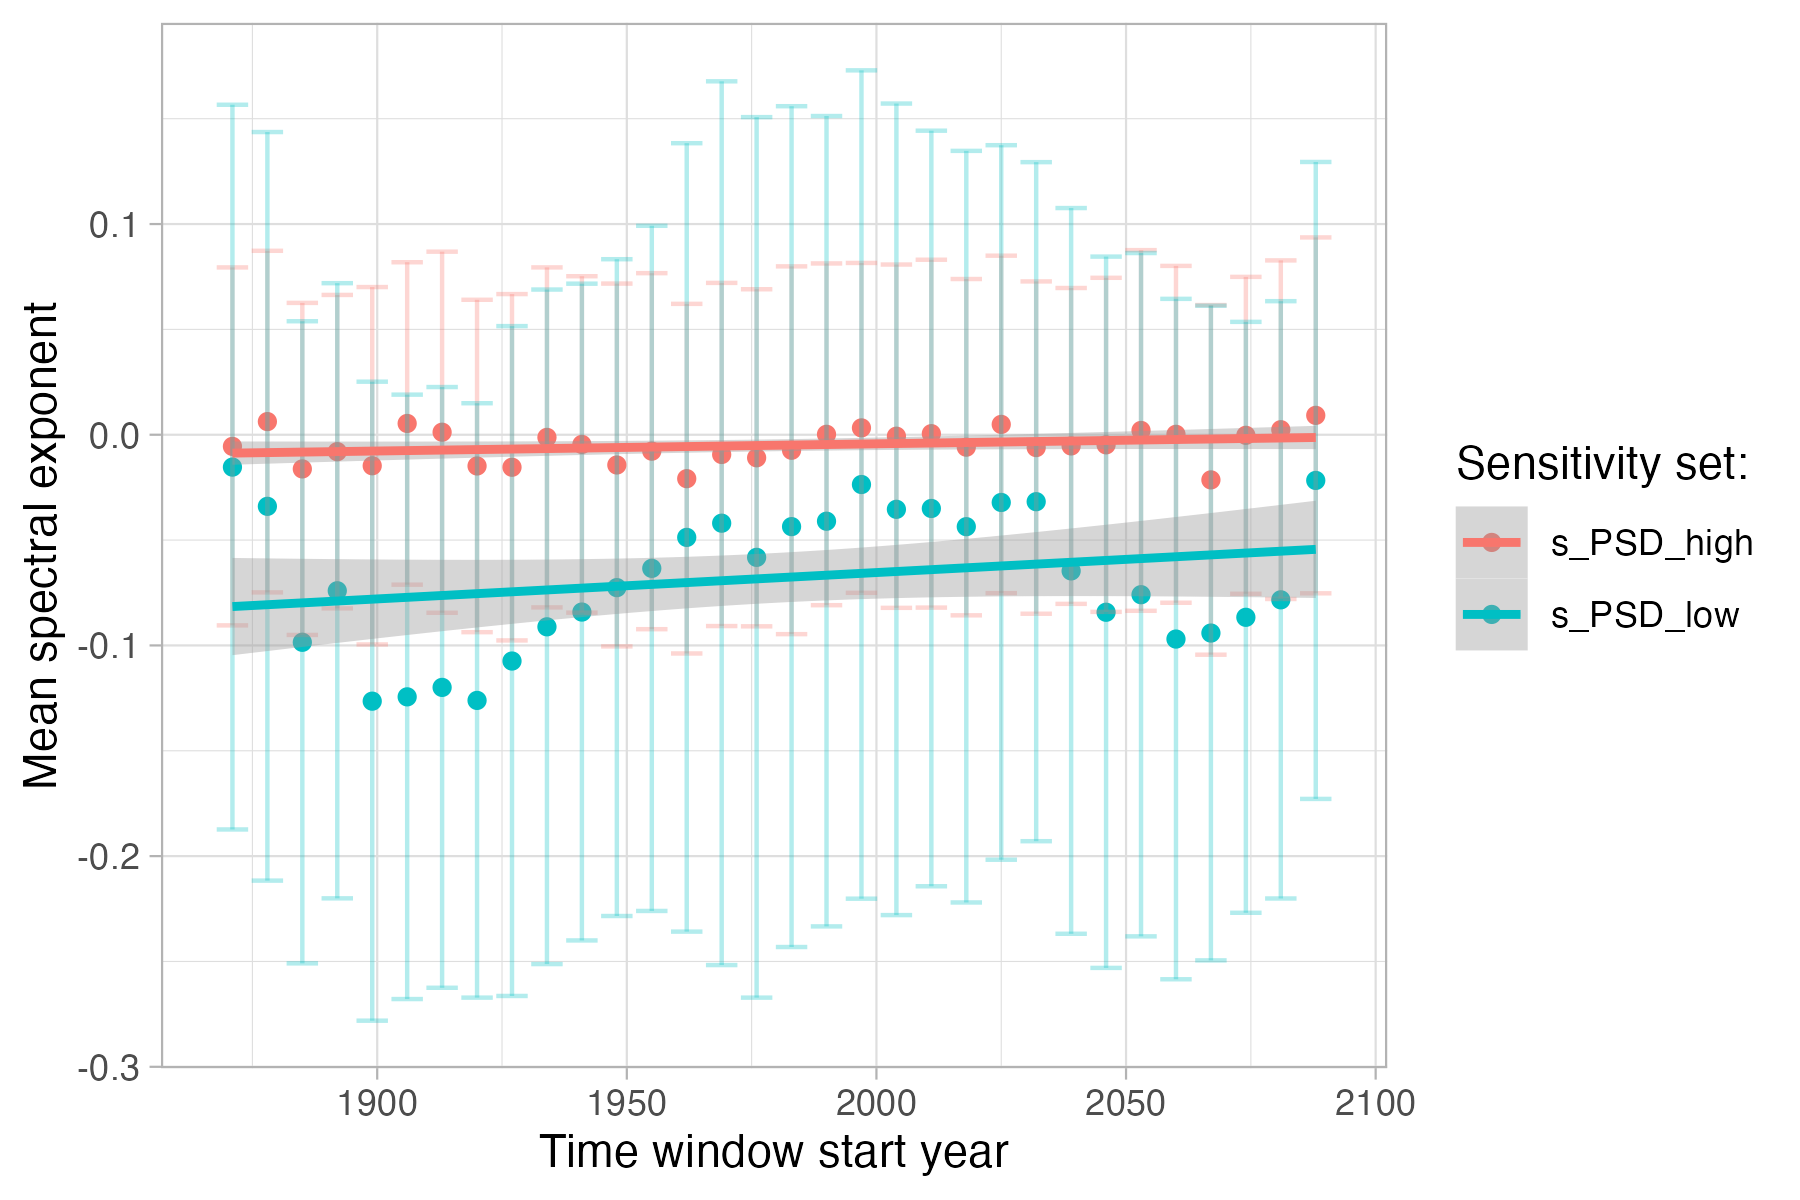 Mean spectral exponent
0.1
0.0
-0.1
-0.2
-0.3
1900 1950 2000 2050 2100
Time window start year
Sensitivity set:
s_PSD_high
s_PSD_low